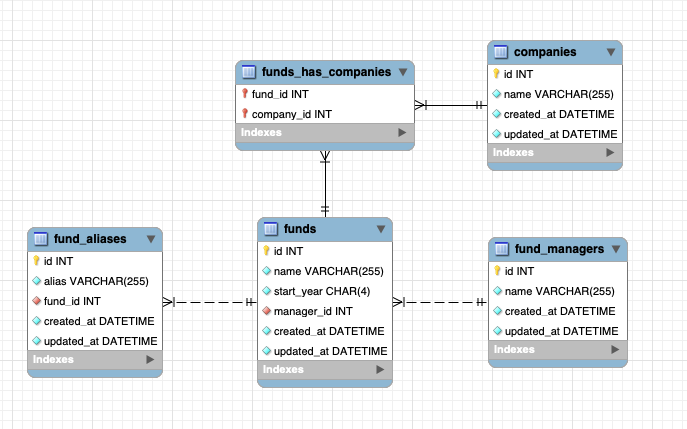 companies
id INT
name VARCHAR(255)
created_at DATETIME
updated_at DATETIME
Indexes
funds_has_companies
fund_id INT
company_id INT
Indexes
funds
id INT
name VARCHAR(255)
start_year CHAR(4)
manager_id INT
created_at DATETIME
updated_at DATETIME
Indexes
fund_aliases
id INT
alias VARCHAR(255)
fund_id INT
created_at DATETIME
updated_at DATETIME
Indexes
fund_managers
id INT
name VARCHAR(255)
created_at DATETIME
updated_at DATETIME
Indexes